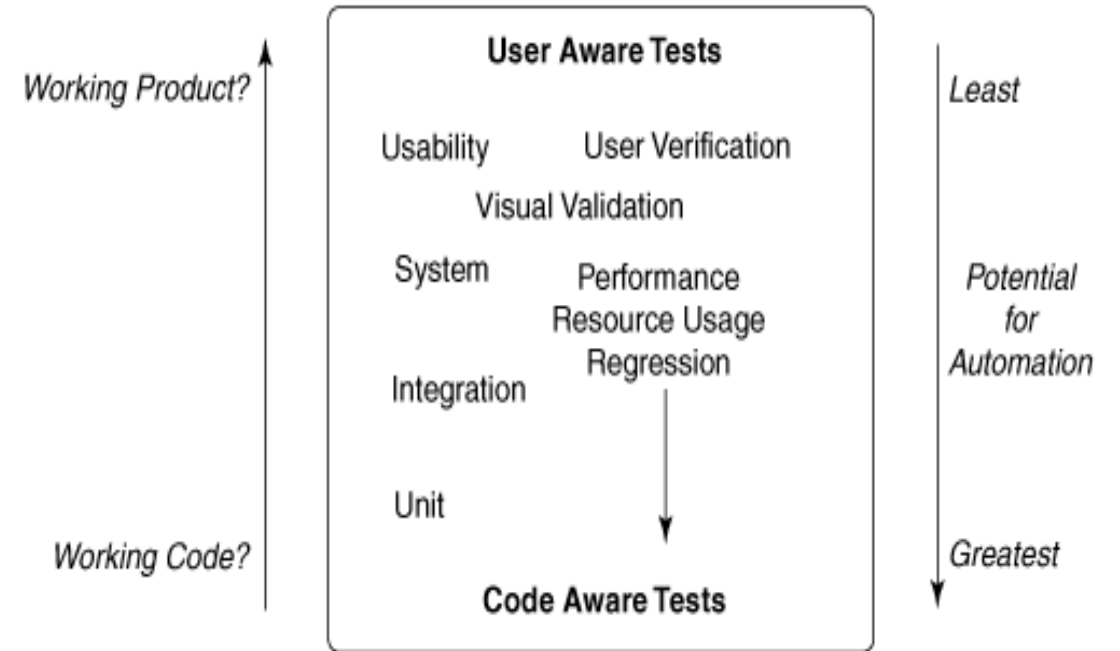 User Aware Tests
Working Product?
Least
Usability
User Verification
Visual Validation
System
Performance
Resource Usage
Regression
Potential
for
Automation
Integration
Unit
Working Code?
Greatest
Code Aware Tests